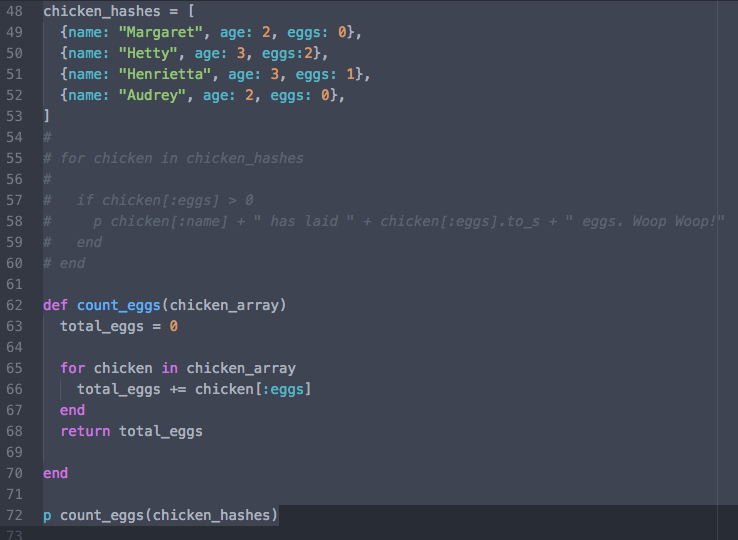 48 chicken_hashes = [
49   {name: "Margaret", age: 2, eggs: 0},
50   {name: "Hetty", age: 3, eggs:2},
51   {name: "Henrietta", age: 3, eggs: 1},
52   {name: "Audrey", age: 2, eggs: 0},
53 ]
54 #
55 # for chicken in chicken_hashes
56 #
57 #   if chicken[:eggs] > 0
58 #     p chicken[:name] + " has laid " + chicken[:eggs].to_s + " eggs. Woop Woop!"
59 #   end
60 # end
61
62 def count_eggs(chicken_array)
63   total_eggs = 0
64
65   for chicken in chicken_array
66     total_eggs += chicken[:eggs]
67   end
68   return total_eggs
69
70 end
71
72 p count_eggs(chicken_hashes)
73